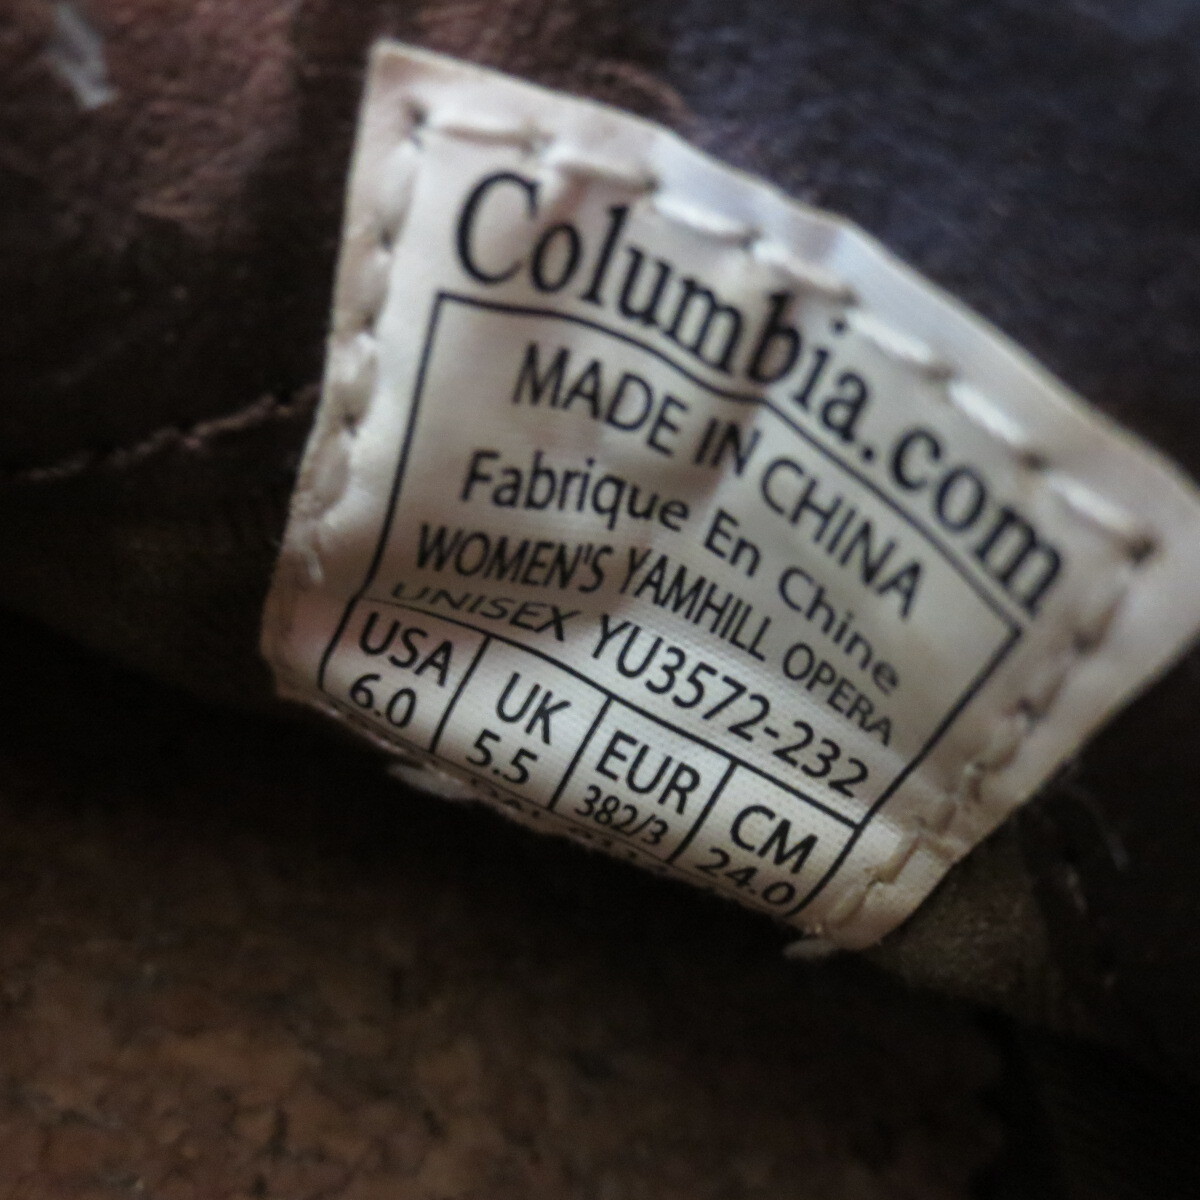 Columbia.com
MADE IN CHINA
Fabrique En Chine
WOMEN'S YAMHILL OPERA
UNISEX YU3572-232
USA UK EUR CM
6.0 5.5 382/3 24.0